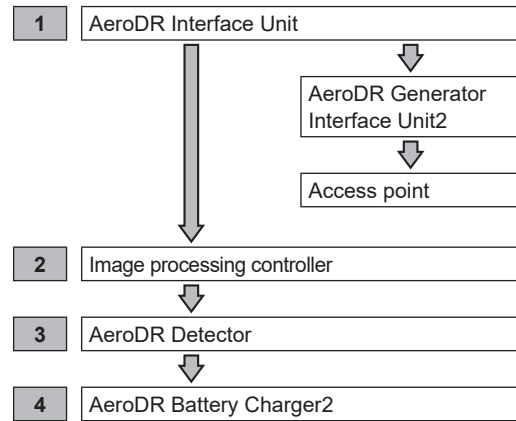 1 AeroDR Interface Unit
AeroDR Generator
Interface Unit2
Access point
2 Image processing controller
3 AeroDR Detector
4 AeroDR Battery Charger2